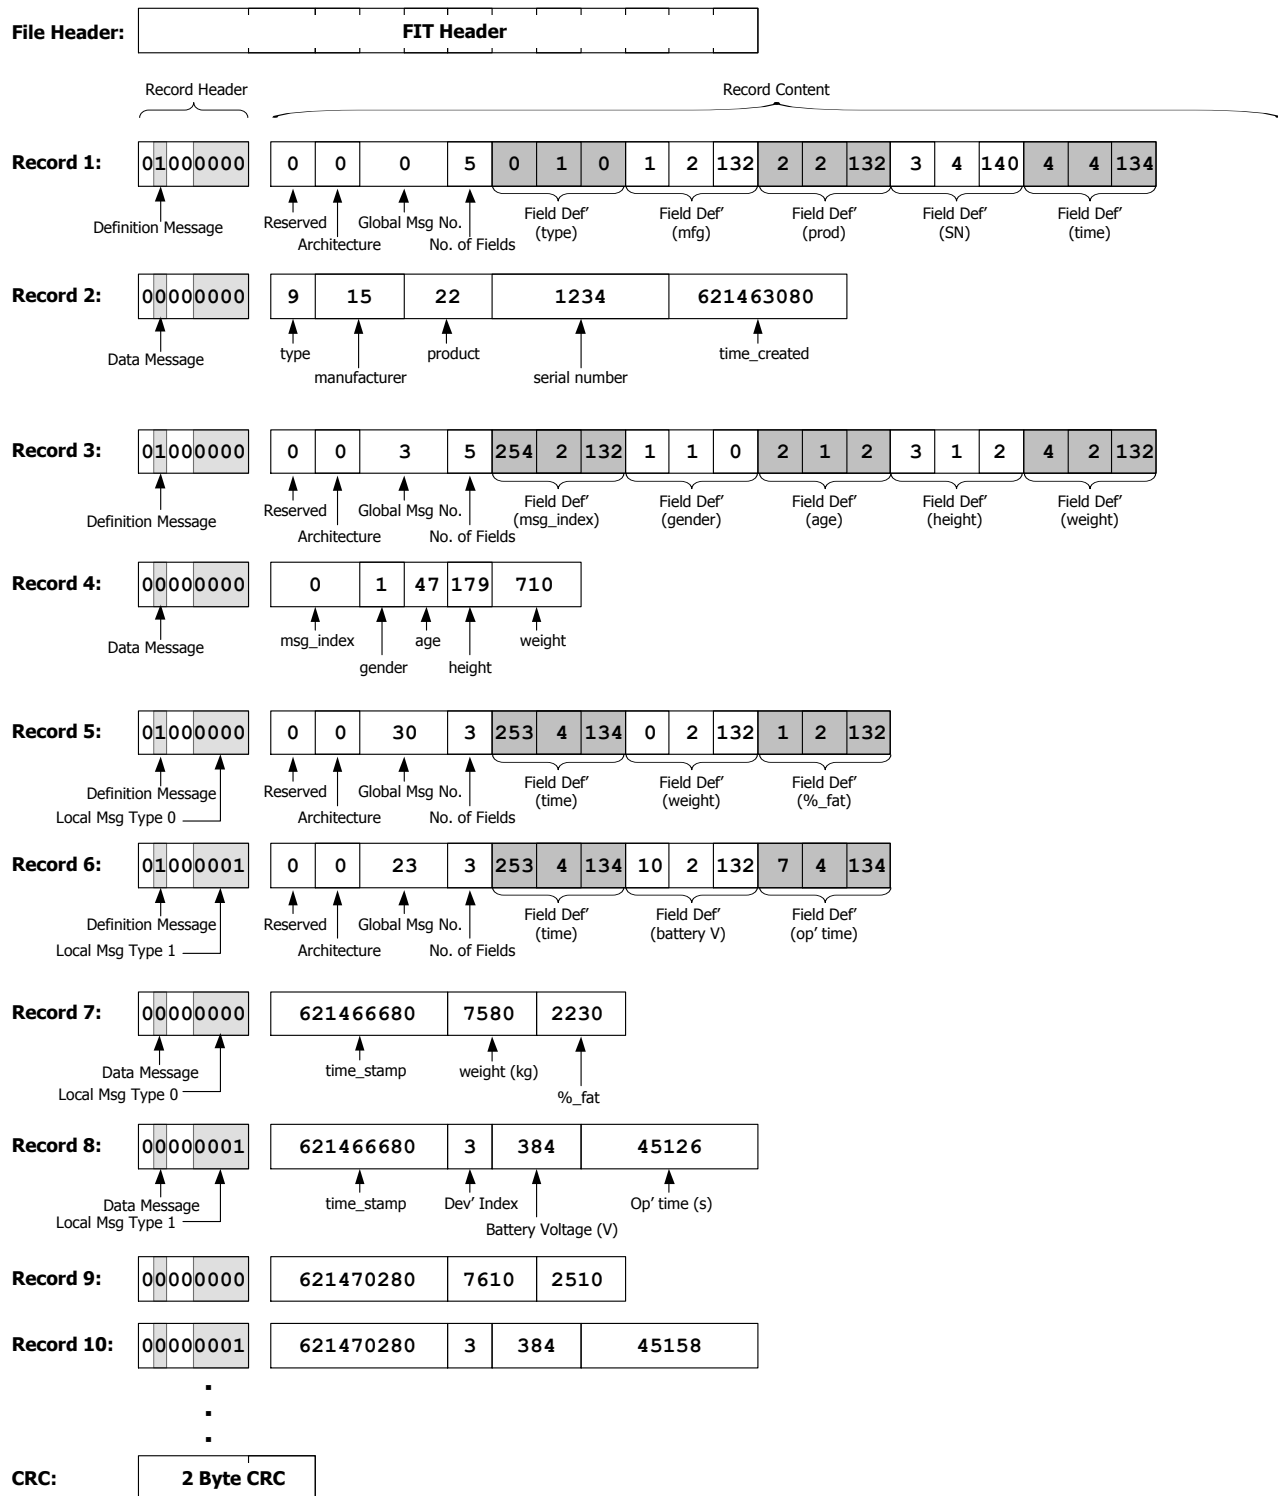 File Header: FIT Header
Record Header Record Content
Record 1: 01000000 0 0 0 5 0 1 0 1 2 132 2 2 132 3 4 140 4 4 134
Definition Message Reserved Global Msg No. Field Def’ Field Def’ Field Def’ Field Def’ Field Def’
Architecture No. of Fields (type) (mfg) (prod) (SN) (time)
Record 2: 00000000 9 15 22 1234 621463080
Data Message type product time_created
manufacturer serial number
Record 3: 01000000 0 0 3 5 254 2 132 1 1 0 2 1 2 3 1 2 4 2 132
Definition Message Reserved Global Msg No. Field Def’ Field Def’ Field Def’ Field Def’ Field Def’
Architecture No. of Fields (msg_index) (gender) (age) (height) (weight)
Record 4: 00000000 0 1 47 179 710
Data Message msg_index age weight
gender height
Record 5: 01000000 0 0 30 3 253 4 134 0 2 132 1 2 132
Definition Message Reserved Global Msg No. Field Def’ Field Def’ Field Def’
Local Msg Type 0 Architecture No. of Fields (time) (weight) (%_fat)
Record 6: 01000001 0 0 23 3 253 4 134 10 2 132 7 4 134
Definition Message Reserved Global Msg No. Field Def’ Field Def’ Field Def’
Local Msg Type 1 Architecture No. of Fields (time) (battery V) (op’ time)
Record 7: 00000000 621466680 7580 2230
Data Message time_stamp weight (kg)
Local Msg Type 0 %_fat
Record 8: 00000001 621466680 3 384 45126
Data Message time_stamp Dev’ Index Op’ time (s)
Local Msg Type 1 Battery Voltage (V)
Record 9: 00000000 621470280 7610 2510
Record 10: 00000001 621470280 3 384 45158
.
.
.
CRC: 2 Byte CRC